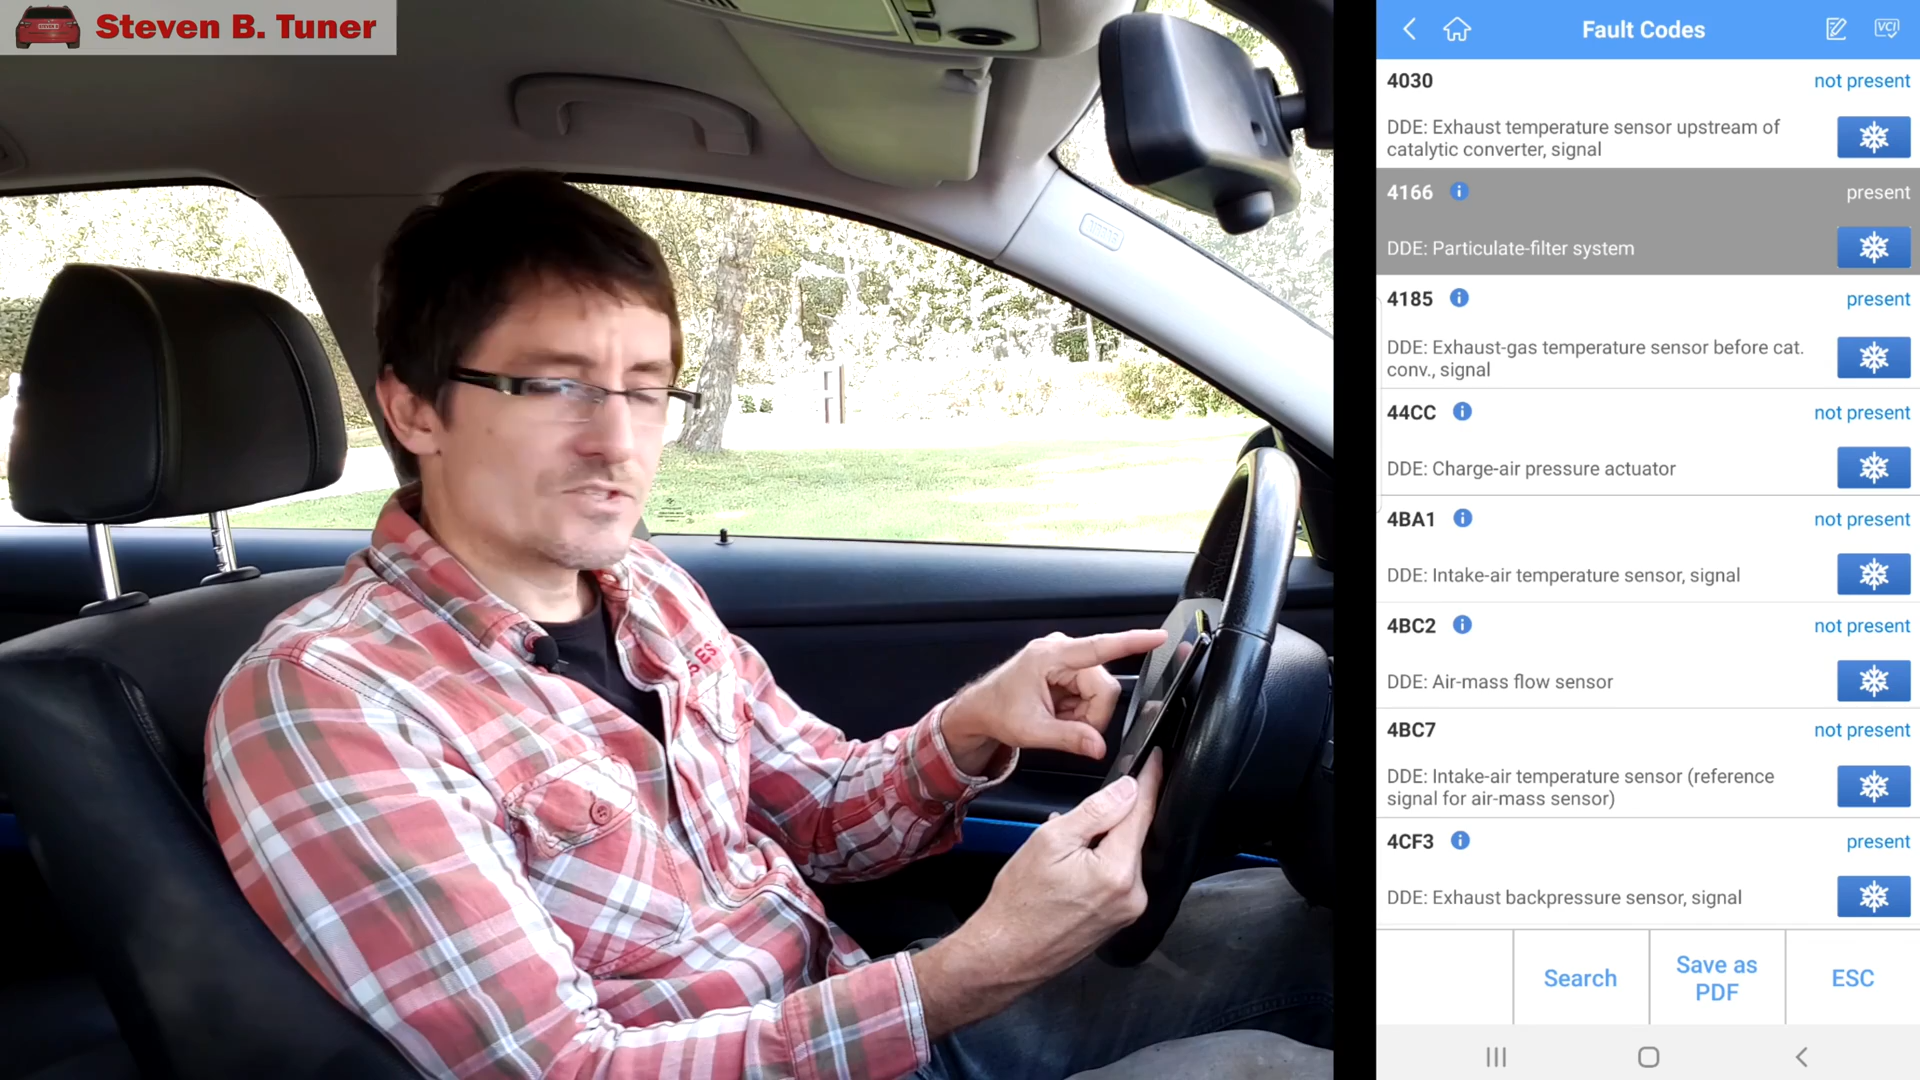 Steven B. Tuner
Fault Codes
VCI
4030
not present
DDE: Exhaust temperature sensor upstream of
catalytic converter, signal
4166
present
DDE: Particulate-filter system
4185
present
DDE: Exhaust-gas temperature sensor before cat.
conv., signal
44CC
not present
DDE: Charge-air pressure actuator
4BA1
not present
DDE: Intake-air temperature sensor, signal
4BC2
not present
DDE: Air-mass flow sensor
4BC7
not present
DDE: Intake-air temperature sensor (reference
signal for air-mass sensor)
4CF3
present
DDE: Exhaust backpressure sensor, signal
Search
Save as
PDF
ESC